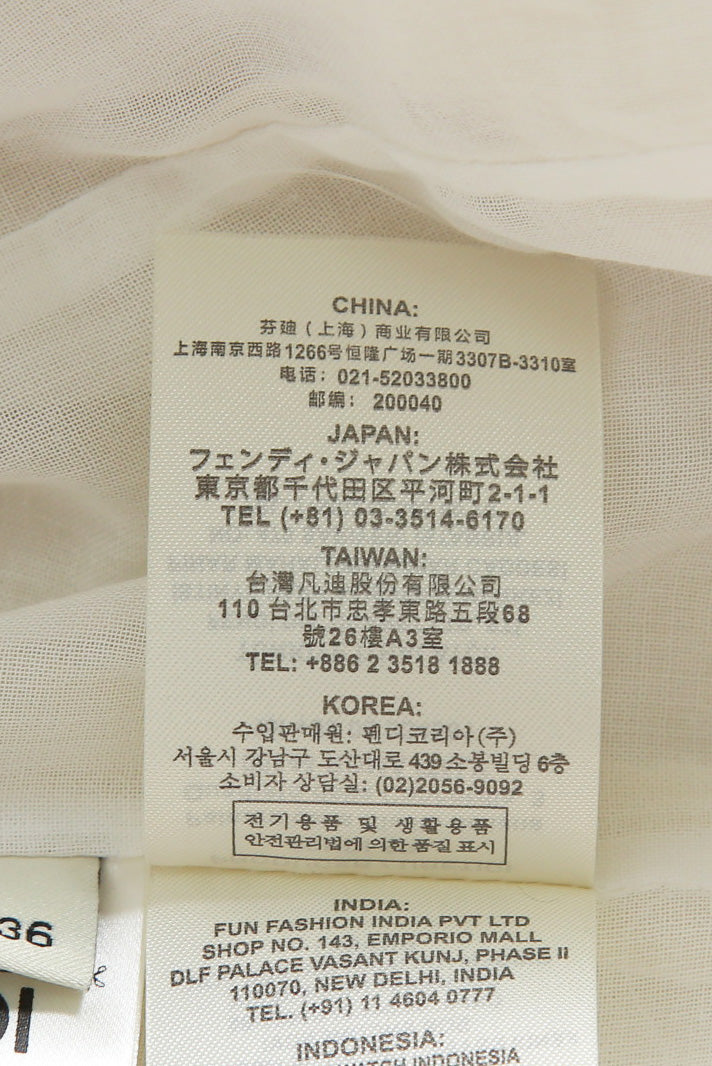 CHINA:
芬迪（上海）商业有限公司
上海南京西路1266号恒隆广场一期3307B-3310室
电话： 021-52033800
邮编： 200040
JAPAN:
フェンディ・ジャパン株式会社
東京都千代田区平河町2-1-1
TEL (+81) 03-3514-6170
TAIWAN:
台灣凡迪股份有限公司
110 台北市忠孝東路五段68
號26樓A3室
TEL: +886 2 3518 1888
KOREA:
수입판매원: 펜디코리아(주)
서울시 강남구 도산대로 439 소봉빌딩 6층
소비자 상담실: (02)2056-9092
전기용품 및 생활용품
안전관리법에 의한 품질 표시
INDIA:
FUN FASHION INDIA PVT LTD
SHOP NO. 143, EMPORIO MALL
DLF PALACE VASANT KUNJ, PHASE II
110070, NEW DELHI, INDIA
TEL. (+91) 11 4604 0777
INDONESIA:
INDONESIA
36
DI